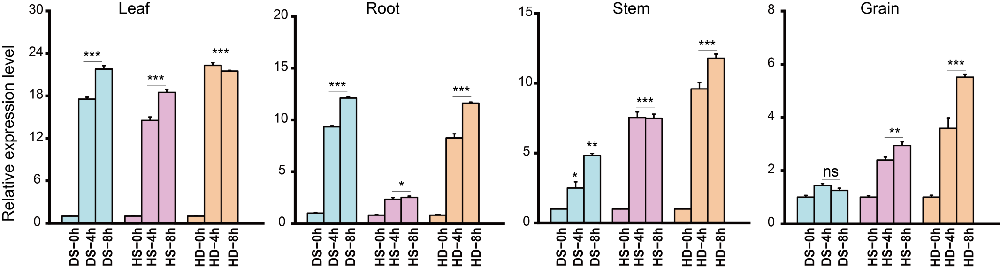 Relative expression level
Leaf
30
24
18
12
6
0
***
***
***
DS-0h
DS-4h
DS-8h
HS-0h
HS-4h
HS-8h
HD-0h
HD-4h
HD-8h
Root
20
15
10
5
0
***
*
***
DS-0h
DS-4h
DS-8h
HS-0h
HS-4h
HS-8h
HD-0h
HD-4h
HD-8h
Stem
15
10
5
0
*
**
***
***
DS-0h
DS-4h
DS-8h
HS-0h
HS-4h
HS-8h
HD-0h
HD-4h
HD-8h
Grain
8
6
4
2
0
ns
**
***
DS-0h
DS-4h
DS-8h
HS-0h
HS-4h
HS-8h
HD-0h
HD-4h
HD-8h